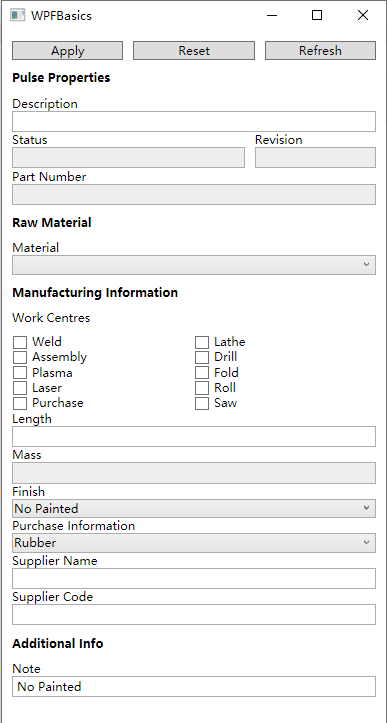 WPFBasics
Apply Reset Refresh
Pulse Properties
Description
Status Revision
Part Number
Raw Material
Material
Manufacturing Information
Work Centres
Weld Lathe
Assembly Drill
Plasma Fold
Laser Roll
Purchase Saw
Length
Mass
Finish
No Painted
Purchase Information
Rubber
Supplier Name
Supplier Code
Additional Info
Note
No Painted